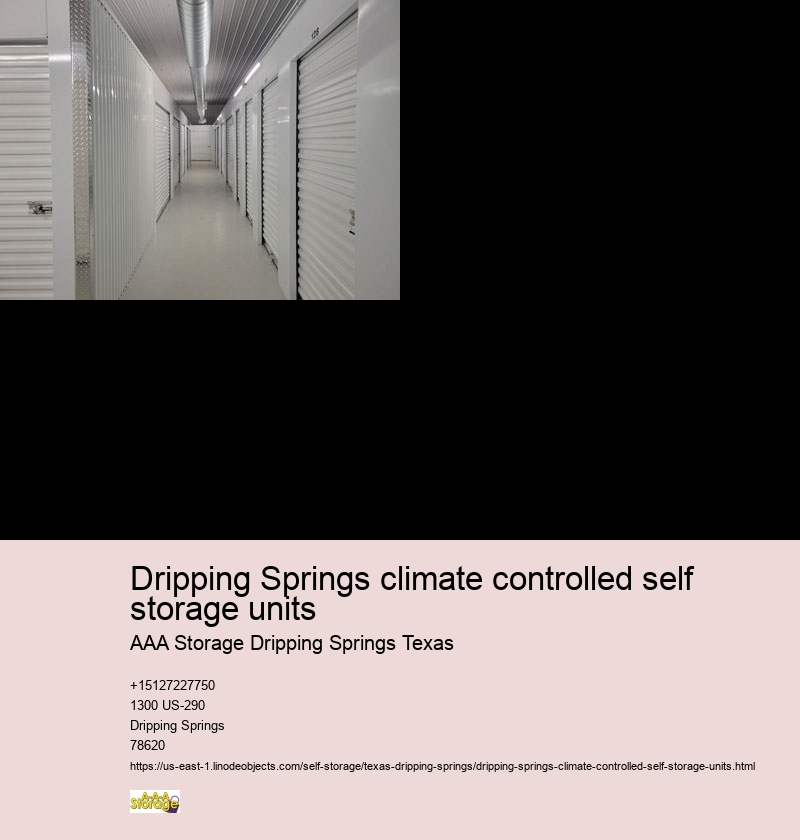 128
Dripping Springs climate controlled self
storage units
AAA Storage Dripping Springs Texas
+15127227750
1300 US-290
Dripping Springs
78620
https://us-east-1.linodeobjects.com/self-storage/texas-dripping-springs/dripping-springs-climate-controlled-self-storage-units.html
A-AAA
Storage